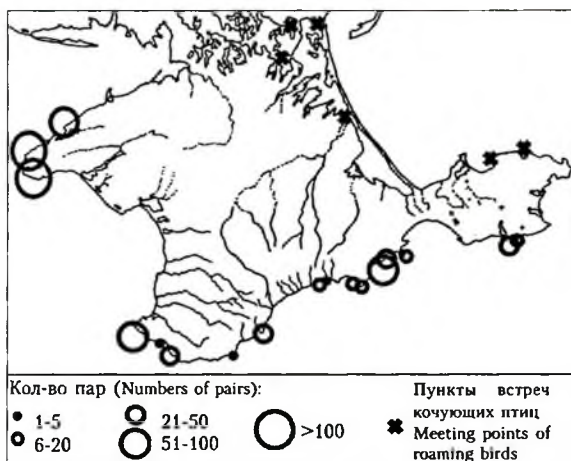 Кол-во пар (Numbers of pairs):
1-5
6-20
21-50
51-100
>100
Пункты встреч
кочующих птиц
Meeting points of
roaming birds